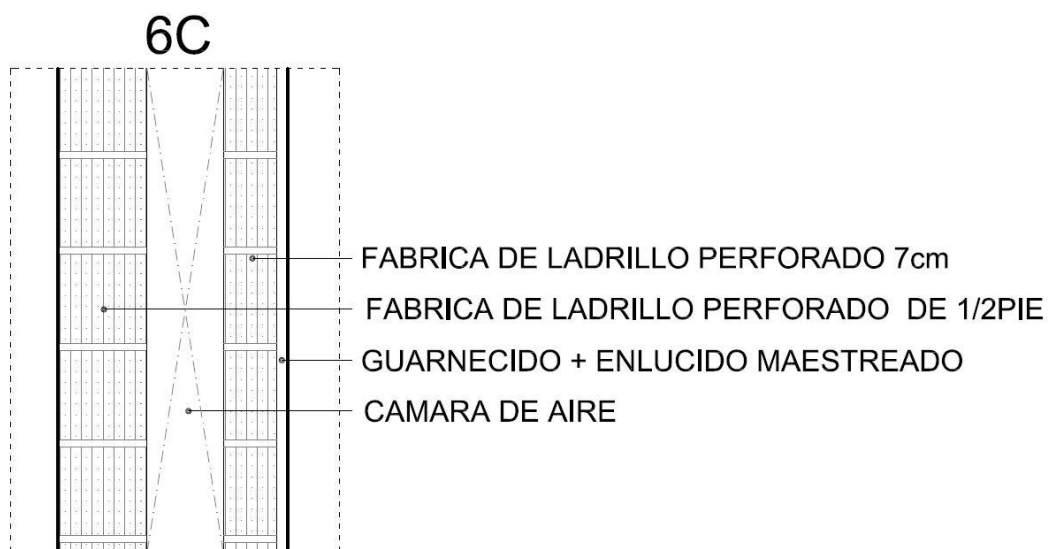 6C
FABRICA DE LADRILLO PERFORADO 7cm
FABRICA DE LADRILLO PERFORADO DE 1/2PIE
GUARNECIDO + ENLUCIDO MAESTREADO
CAMARA DE AIRE